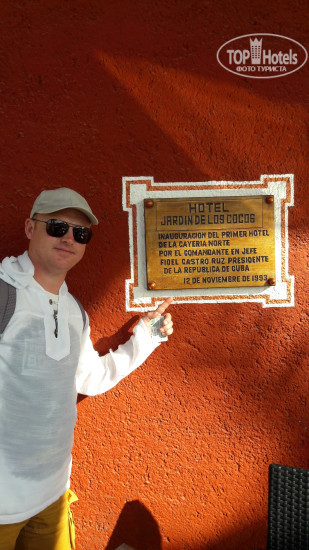 TOP Hotels
ФОТО ТУРИСТА
HOTEL
JARDIN DE LOS COCOS
INAUGURACION DEL PRIMER HOTEL
DE LA CAYERIA NORTE
POR EL COMANDANTE EN JEFE
FIDEL CASTRO RUZ PRESIDENTE
DE LA REPUBLICA DE CUBA
12 DE NOVIEMBRE DE 1993